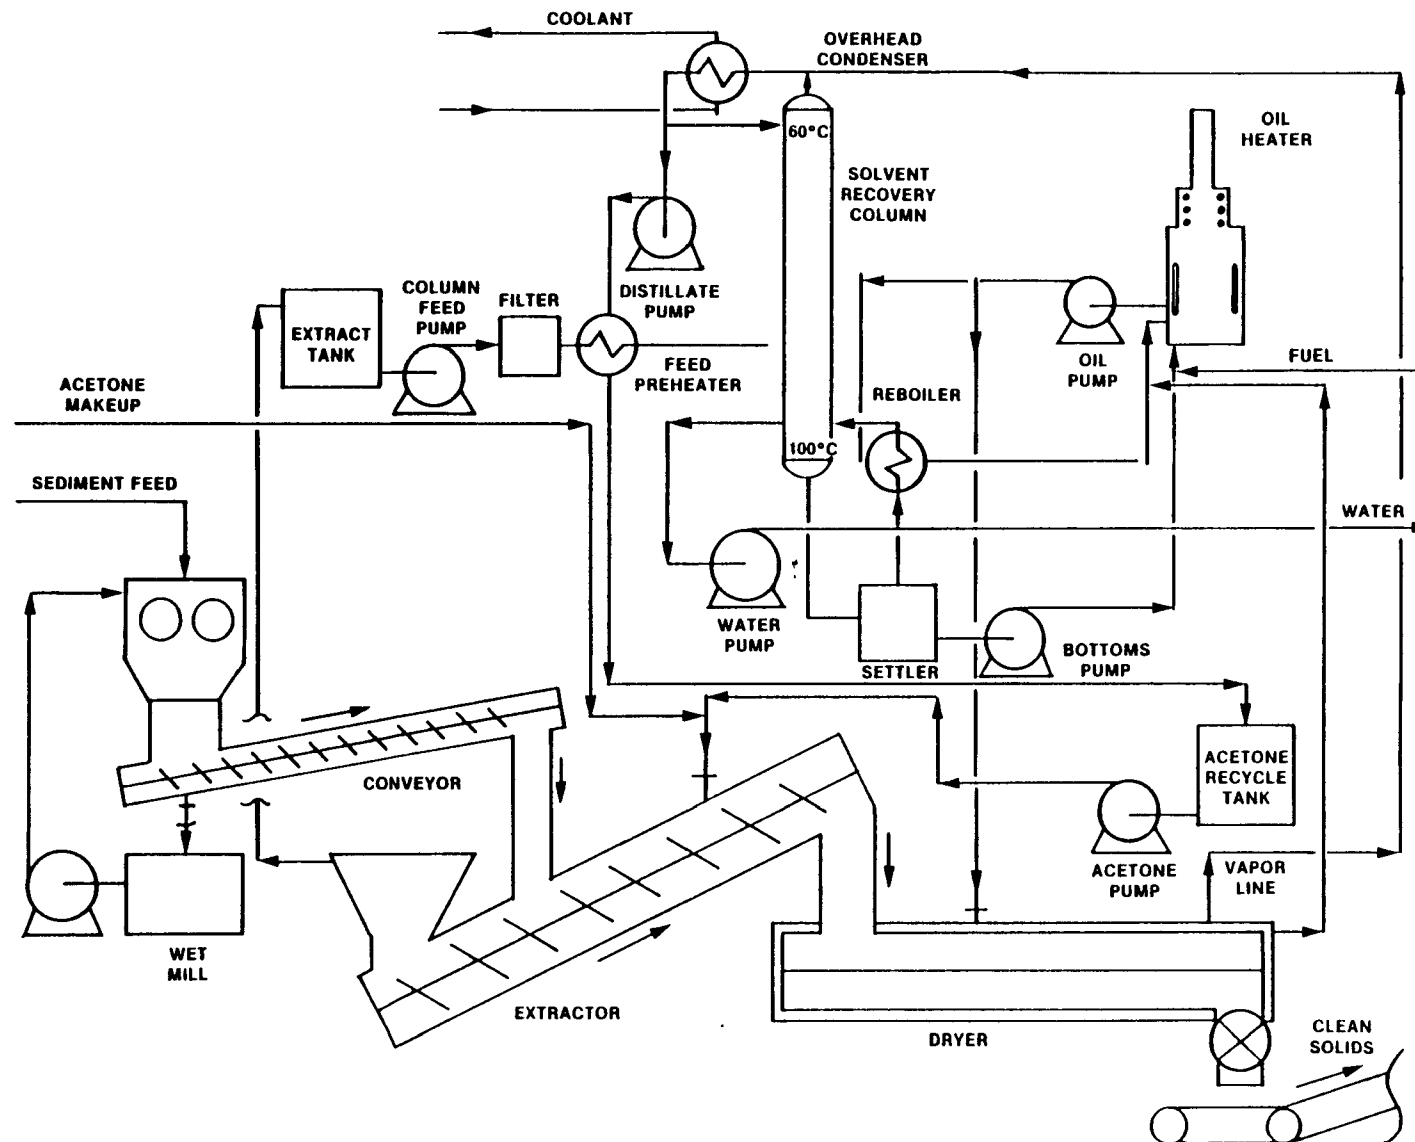 COOLANT
OVERHEAD
CONDENSER
60°C
OIL
HEATER
SOLVENT
RECOVERY
COLUMN
COLUMN
FEED
PUMP
FILTER
DISTILLATE
PUMP
EXTRACT
TANK
FEED
PREHEATER
OIL
PUMP
FUEL
ACETONE
MAKEUP
REBOILER
100°C
SEDIMENT FEED
WATER
WATER
PUMP
SETTLER
BOTTOMS
PUMP
CONVEYOR
ACETONE
RECYCLE
TANK
ACETONE
PUMP
VAPOR
LINE
WET
MILL
EXTRACTOR
DRYER
CLEAN
SOLIDS